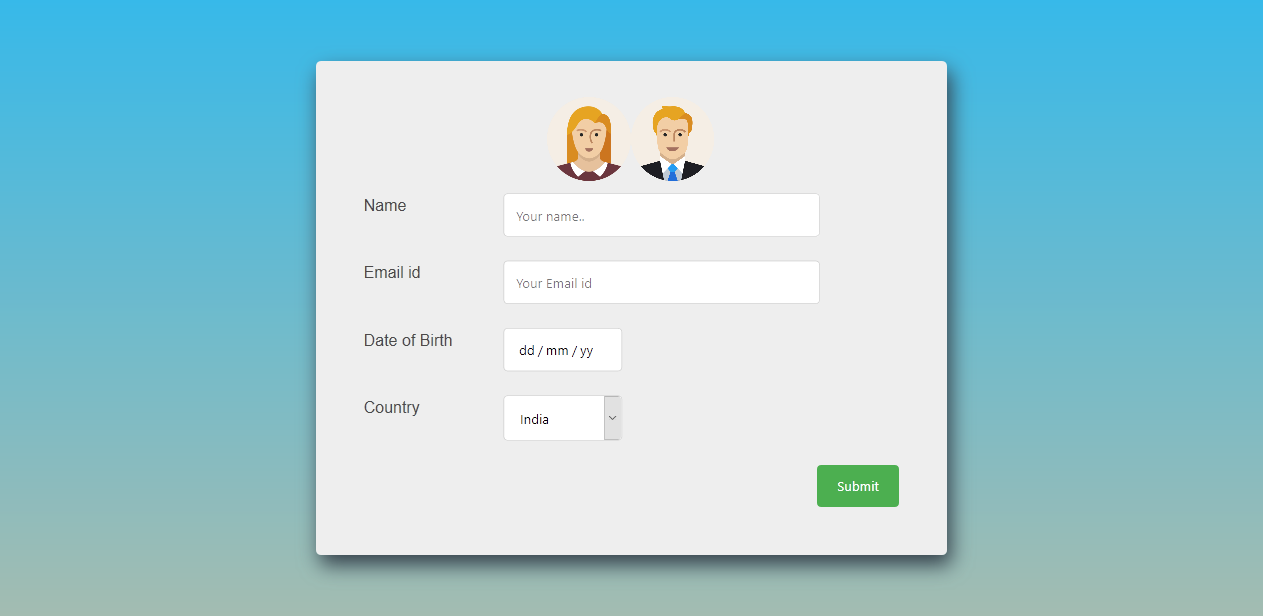 Name
Your name..
Email id
Your Email id
Date of Birth
dd / mm / yy
Country
India
Submit